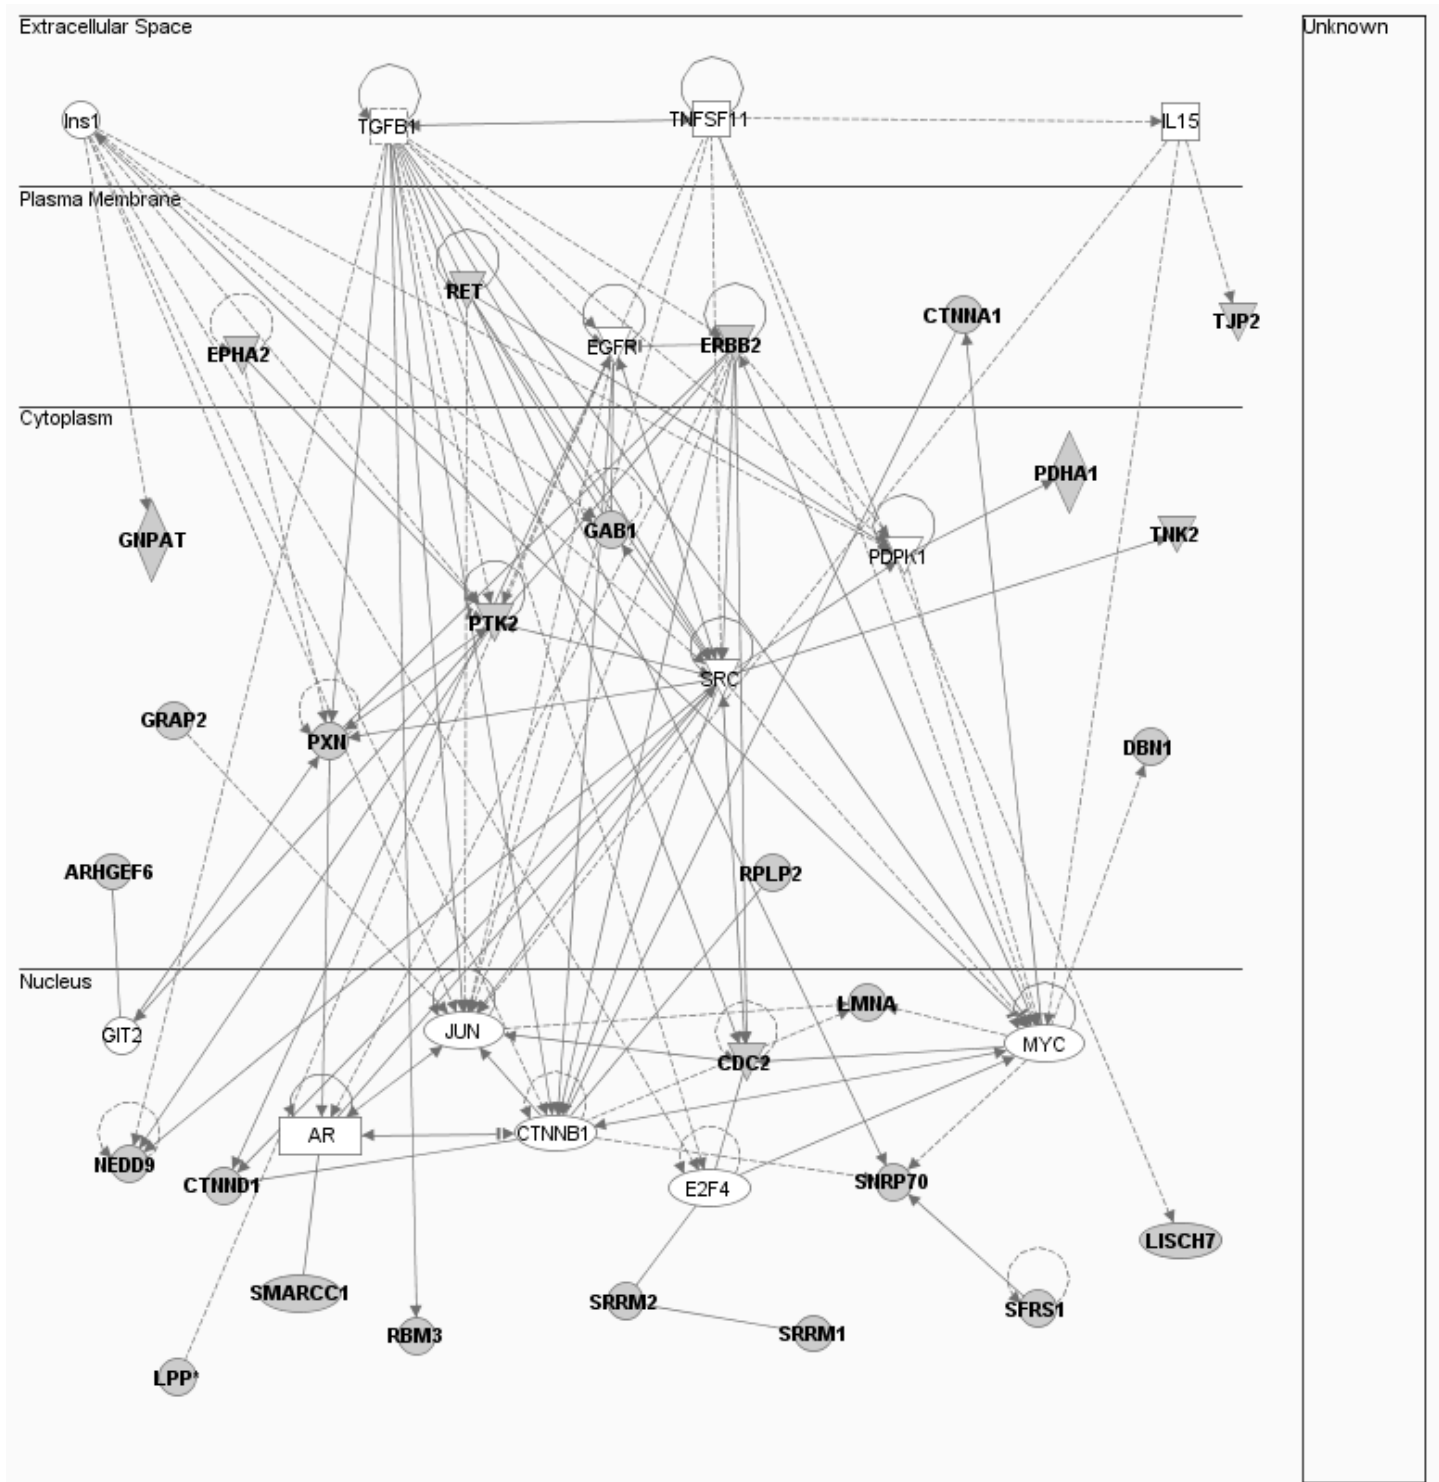 Extracellular Space
Unknown
Ins1
TGFB1
TNFSF11
IL15
Plasma Membrane
RET
EPHA2
EGFR
ERBB2
CTNNA1
TJP2
Cytoplasm
PDHA1
GNPAT
GAB1
PDPK1
TNK2
PTK2
SRC
GRAP2
PXN
DBN1
ARHGEF6
RPLP2
Nucleus
GIT2
JUN
LMNA
CDC2
MYC
AR
CTNNB1
NEDD9
CTNND1
E2F4
SNRP70
LISCH7
SMARCC1
SRRM2
SFRS1
RBM3
SRRM1
LPP*